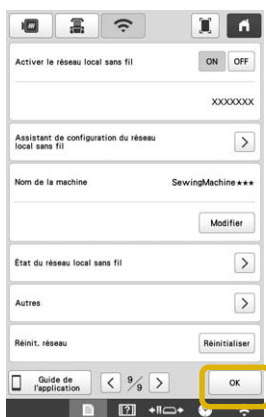 Activer le réseau local sans fil ON OFF
XXXXXXX
Assistant de configuration du réseau
local sans fil >
Nom de la machine SewingMachine★★★
Modifier
État du réseau local sans fil >
Autres >
Réinit. réseau Réinitialiser
Guide de
l'application < 9/9 > OK